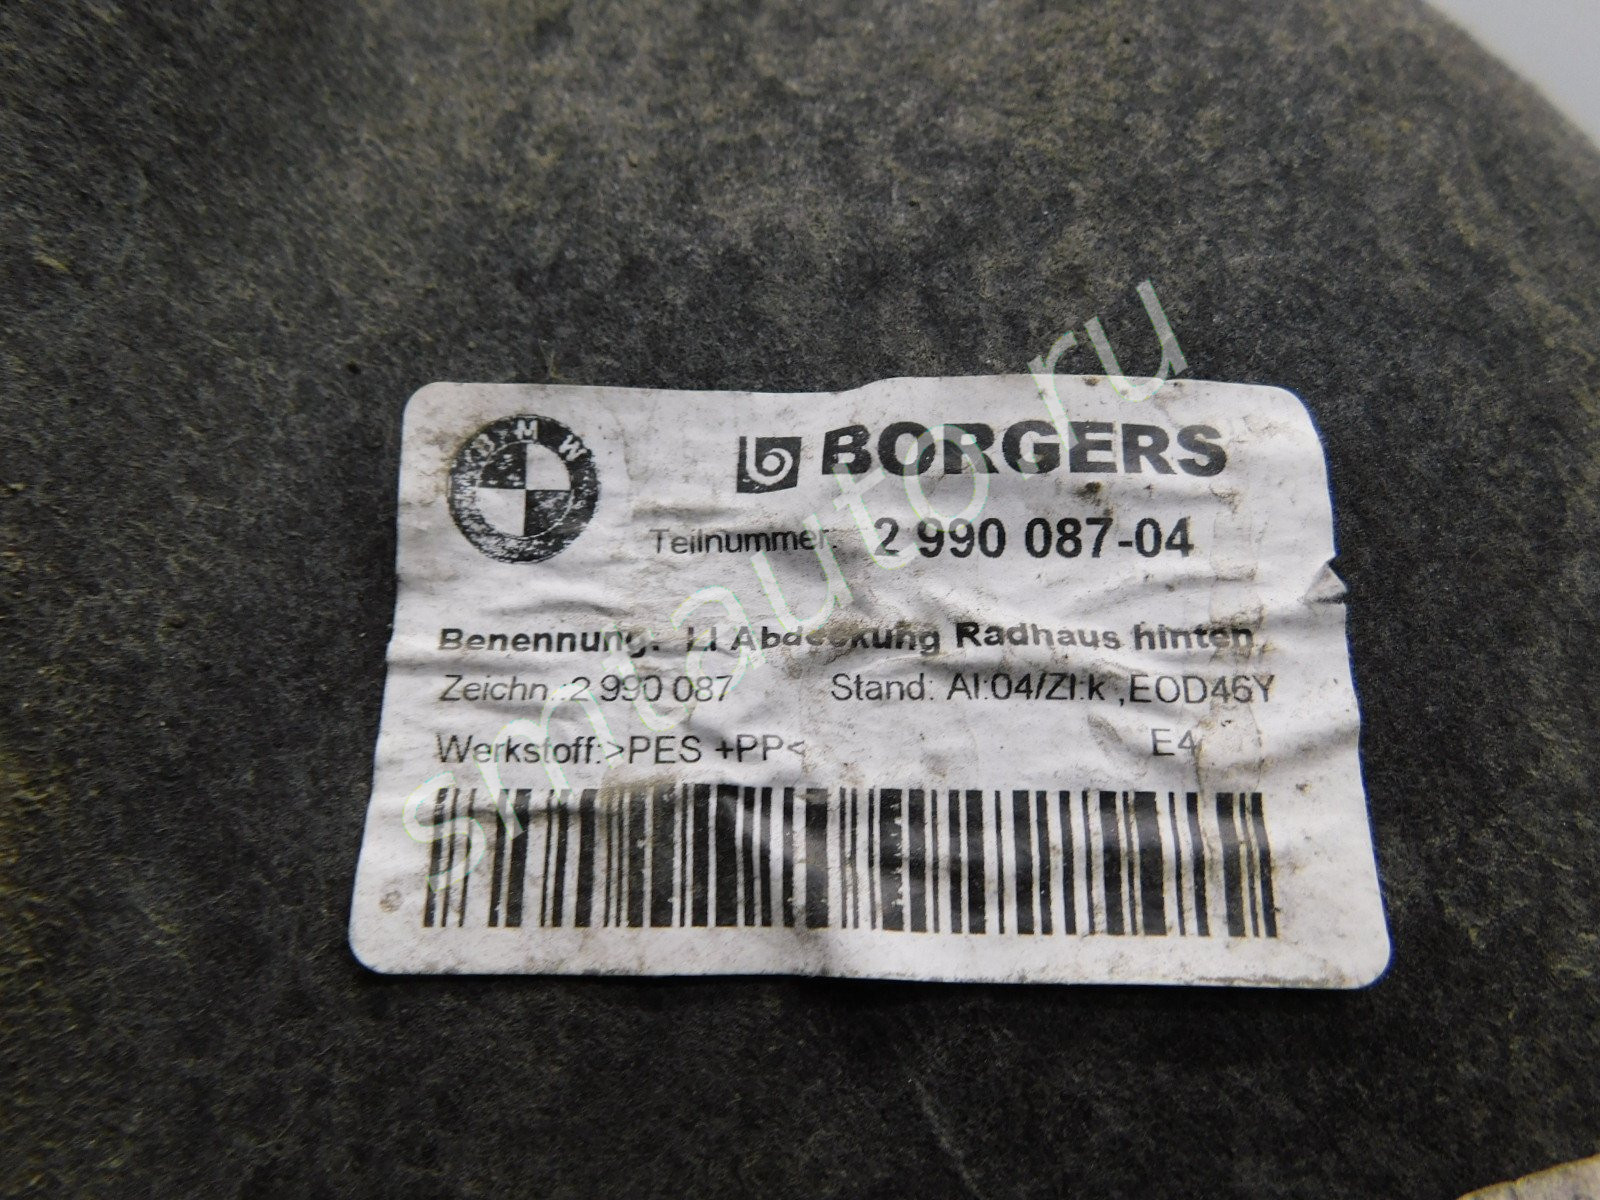 BMW
BORGERS
Teilnummer: 2 990 087-04
Benennung: LI Abdeckung Radhaus hinten
Zeichn.:2 990 087 Stand: AI:04/ZI:k ,EOD46Y
Werkstoff:>PES +PP< E4
smtauto.ru